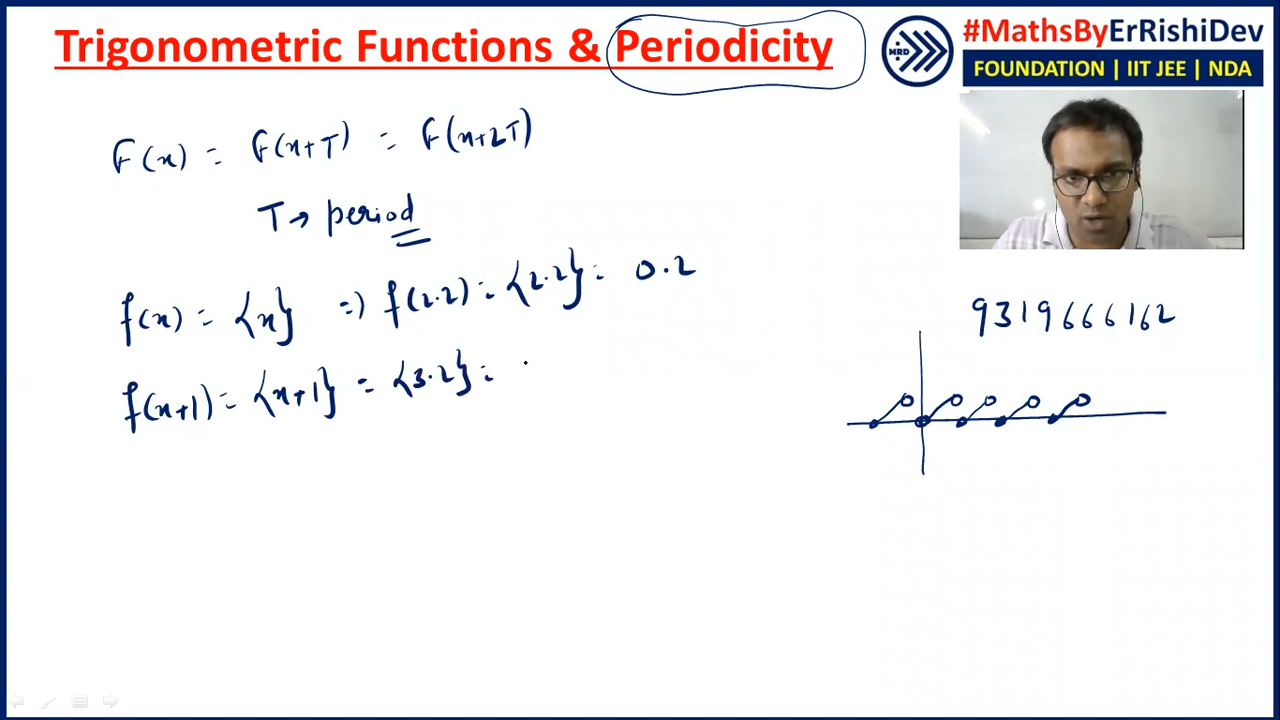 Trigonometric Functions & Periodicity
MRD
#MathsByErRishiDev
FOUNDATION | IIT JEE | NDA
F(x) = F(x+T) = F(x+2T)
T → period
f(x) = {x} => f(2.2) = {2.2} = 0.2
f(x+1) = {x+1} = {3.2} = .
9319666162